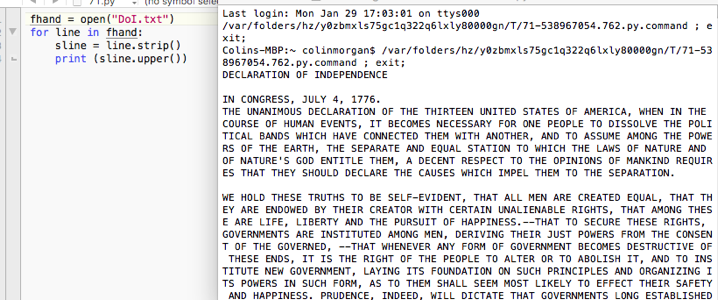 71.py
(no symbol sele
fhand = open("DoI.txt")
for line in fhand:
sline = line.strip()
print (sline.upper())
Last login: Mon Jan 29 17:03:01 on ttys000
/var/folders/hz/y0zbmxls75gc1q322q6lxly80000gn/T/71-538967054.762.py.command ; e
xit;
Colins-MBP:~ colinmorgan$ /var/folders/hz/y0zbmxls75gc1q322q6lxly80000gn/T/71-53
8967054.762.py.command ; exit;
DECLARATION OF INDEPENDENCE
IN CONGRESS, JULY 4, 1776.
THE UNANIMOUS DECLARATION OF THE THIRTEEN UNITED STATES OF AMERICA, WHEN IN THE
COURSE OF HUMAN EVENTS, IT BECOMES NECESSARY FOR ONE PEOPLE TO DISSOLVE THE POLI
TICAL BANDS WHICH HAVE CONNECTED THEM WITH ANOTHER, AND TO ASSUME AMONG THE POWE
RS OF THE EARTH, THE SEPARATE AND EQUAL STATION TO WHICH THE LAWS OF NATURE AND
OF NATURE'S GOD ENTITLE THEM, A DECENT RESPECT TO THE OPINIONS OF MANKIND REQUIR
ES THAT THEY SHOULD DECLARE THE CAUSES WHICH IMPEL THEM TO THE SEPARATION.
WE HOLD THESE TRUTHS TO BE SELF-EVIDENT, THAT ALL MEN ARE CREATED EQUAL, THAT TH
EY ARE ENDOWED BY THEIR CREATOR WITH CERTAIN UNALIENABLE RIGHTS, THAT AMONG THES
E ARE LIFE, LIBERTY AND THE PURSUIT OF HAPPINESS.--THAT TO SECURE THESE RIGHTS,
GOVERNMENTS ARE INSTITUTED AMONG MEN, DERIVING THEIR JUST POWERS FROM THE CONSEN
T OF THE GOVERNED, --THAT WHENEVER ANY FORM OF GOVERNMENT BECOMES DESTRUCTIVE OF
THESE ENDS, IT IS THE RIGHT OF THE PEOPLE TO ALTER OR TO ABOLISH IT, AND TO INS
TITUTE NEW GOVERNMENT, LAYING ITS FOUNDATION ON SUCH PRINCIPLES AND ORGANIZING I
TS POWERS IN SUCH FORM, AS TO THEM SHALL SEEM MOST LIKELY TO EFFECT THEIR SAFETY
AND HAPPINESS. PRUDENCE, INDEED, WILL DICTATE THAT GOVERNMENTS LONG ESTABLISHED